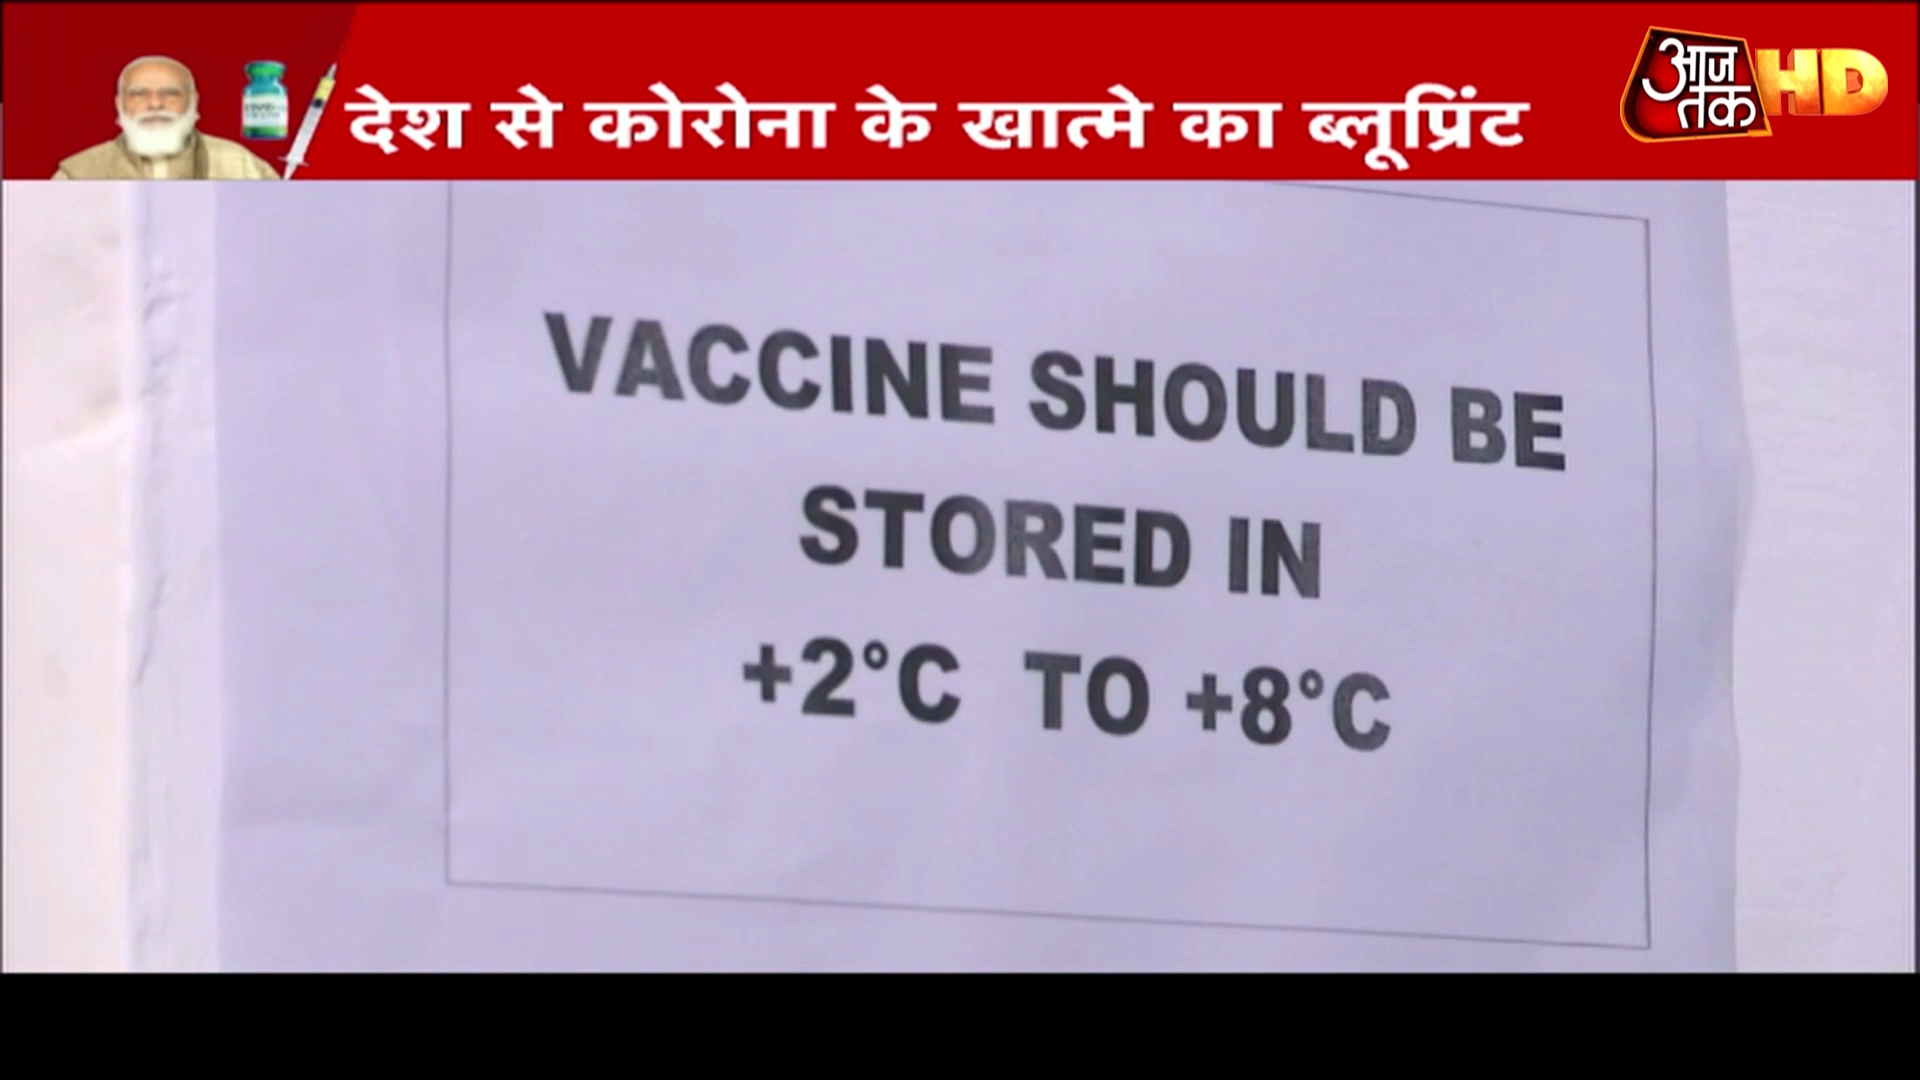 देश से कोरोना के खात्मे का ब्लूप्रिंट
आज
तक
HD
VACCINE SHOULD BE
STORED IN
+2°C TO +8°C